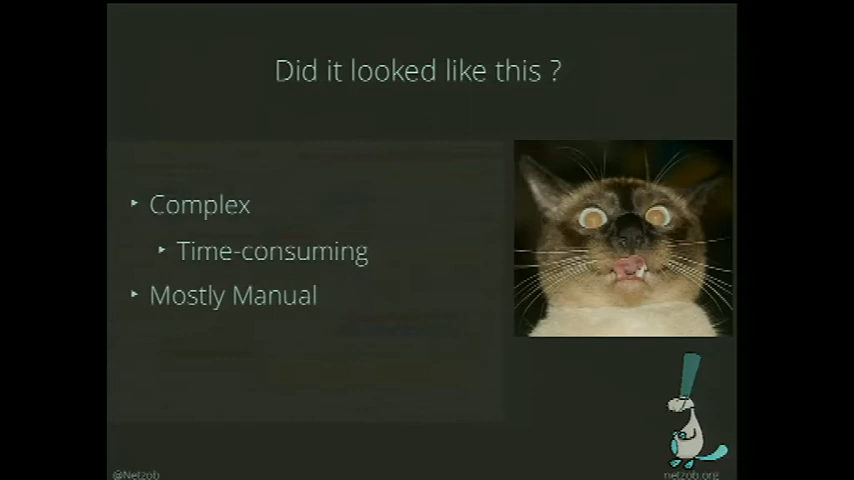 Did it looked like this ?
‣ Complex
‣ Time-consuming
‣ Mostly Manual
@Netzob
netzob.org